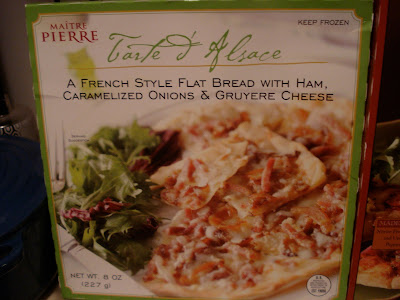 MAÎTRE
PIERRE
KEEP FROZEN
Tarte d'Alsace
A FRENCH STYLE FLAT BREAD WITH HAM,
CARAMELIZED ONIONS & GRUYERE CHEESE
NET WT. 8 OZ
(227g)